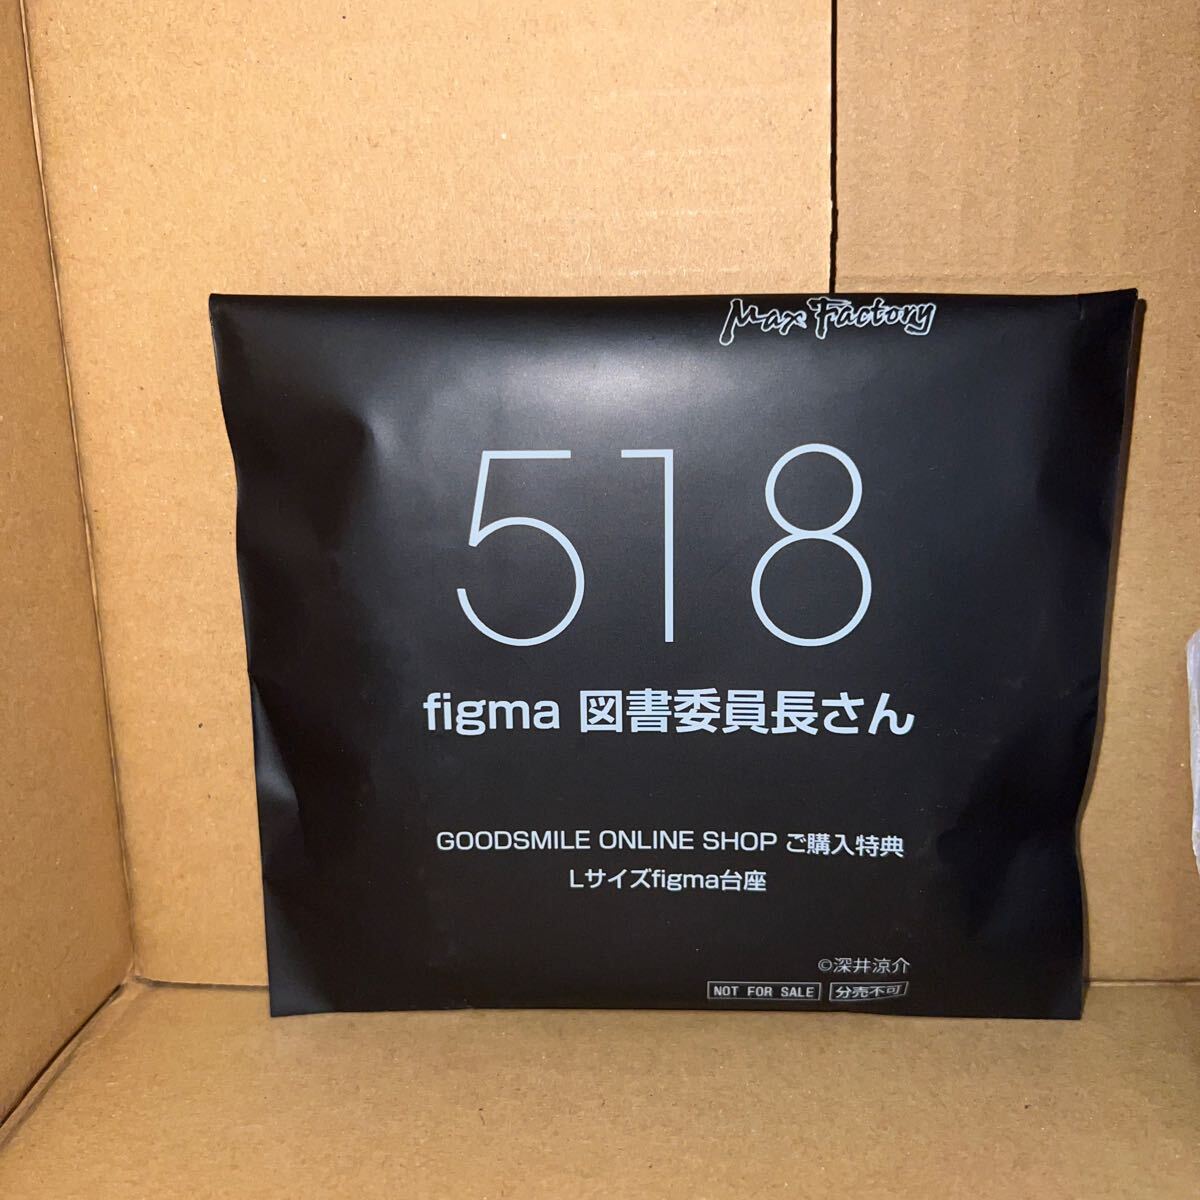 Max Factory
518
figma 図書委員長さん
GOODSMILE ONLINE SHOP ご購入特典
Lサイズfigma台座
©深井涼介
NOT FOR SALE 分売不可